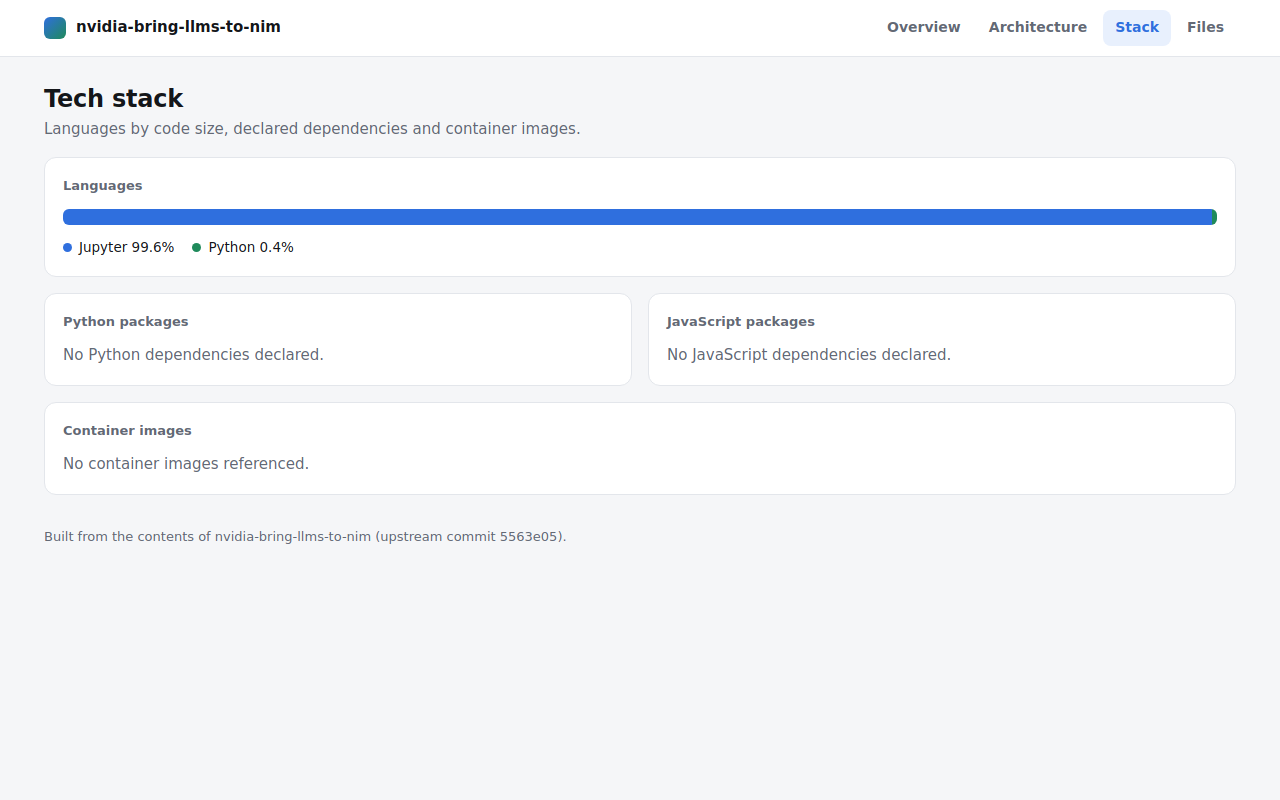 nvidia-bring-llms-to-nim
Overview
Architecture
Stack
Files
Tech stack
Languages by code size, declared dependencies and container images.
Languages
Jupyter 99.6%
Python 0.4%
Python packages
No Python dependencies declared.
JavaScript packages
No JavaScript dependencies declared.
Container images
No container images referenced.
Built from the contents of nvidia-bring-llms-to-nim (upstream commit 5563e05).